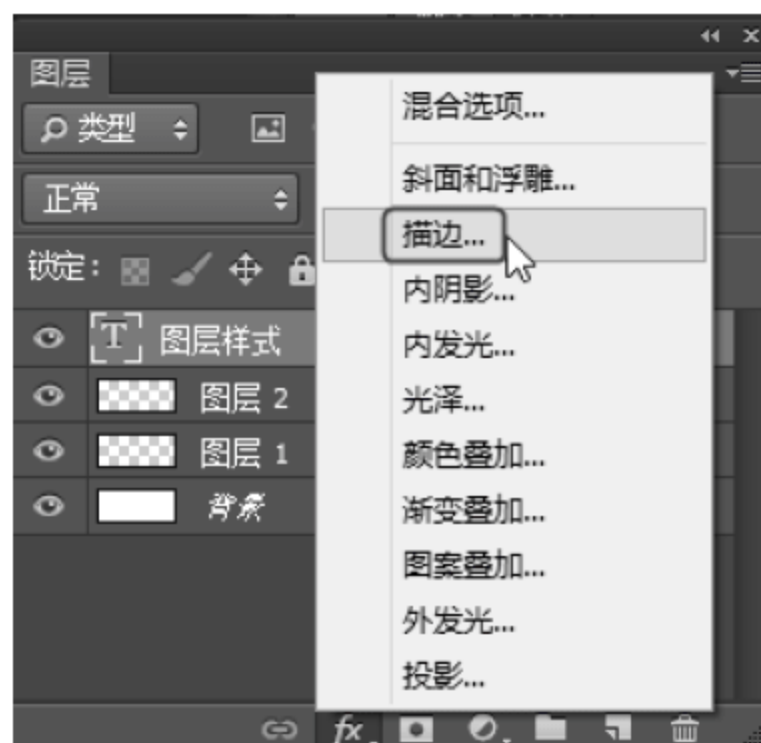 图层
类型
正常
锁定：
图层样式
图层 2
图层 1
背景
混合选项...
斜面和浮雕...
描边...
内阴影...
内发光...
光泽...
颜色叠加...
渐变叠加...
图案叠加...
外发光...
投影...
fx